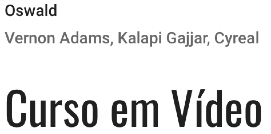 Oswald
Vernon Adams, Kalapi Gajjar, Cyreal
Curso em Vídeo